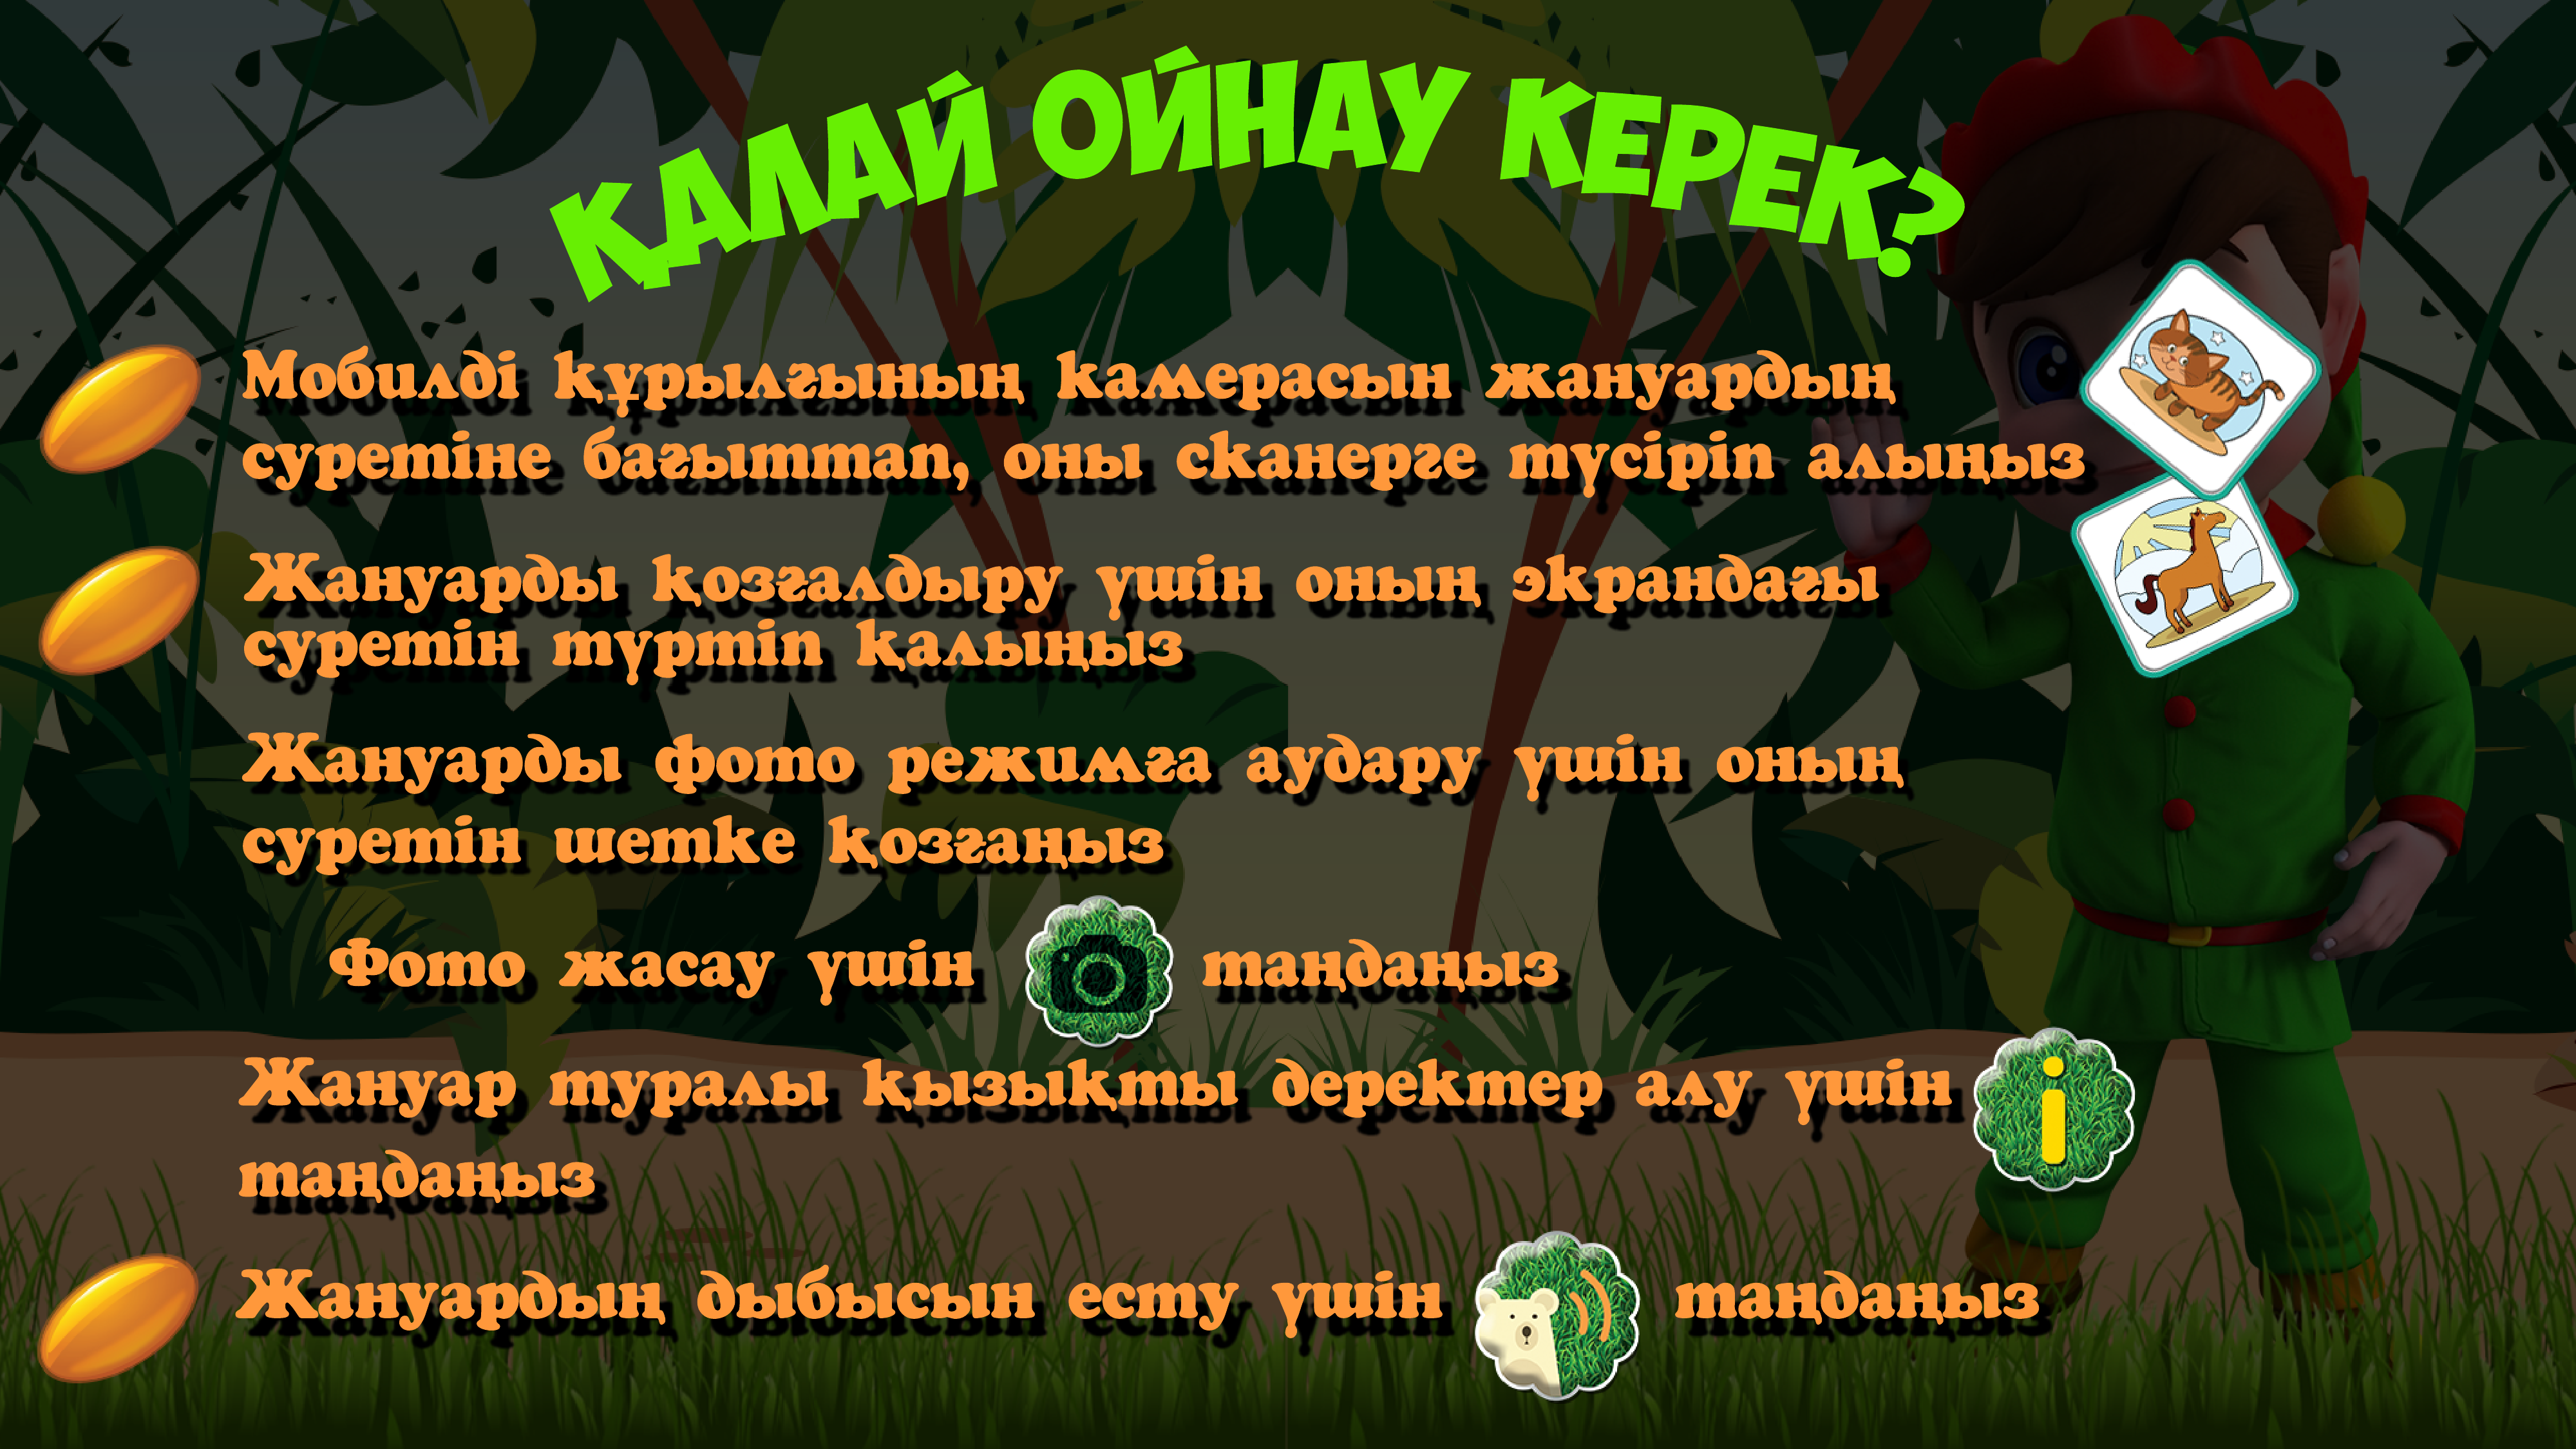 ҚАЛАЙ ОЙНАУ КЕРЕК?
Мобилді құрылғының камерасын жануардың
суретіне бағыттап, оны сканерге түсіріп алыңыз
Жануарды қозғалдыру үшін оның экрандағы
суретін түртіп қалыңыз
Жануарды фото режимға аудару үшін оның
суретін шетке қозғаңыз
Фото жасау үшін таңдаңыз
Жануар туралы қызықты деректер алу үшін i
таңдаңыз
Жануардың дыбысын есту үшін таңдаңыз